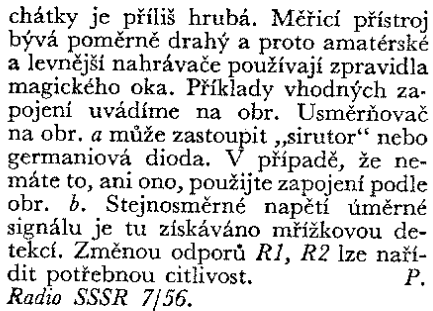 chátky je příliš hrubá. Měřicí přístroj
bývá poměrně drahý a proto amatérské
a levnější nahrávače používají zpravidla
magického oka. Příklady vhodných za-
pojení uvádíme na obr. Usměrňovač
na obr. a může zastoupit „sirutor“ nebo
germaniová dioda. V případě, že ne-
máte to, ani ono, použijte zapojení podle
obr. b. Stejnosměrné napětí úměrné
signálu je tu získáváno mřížkovou de-
tekcí. Změnou odporů R1, R2 lze naří-
dit potřebnou citlivost. P.
Radio SSSR 7/56.